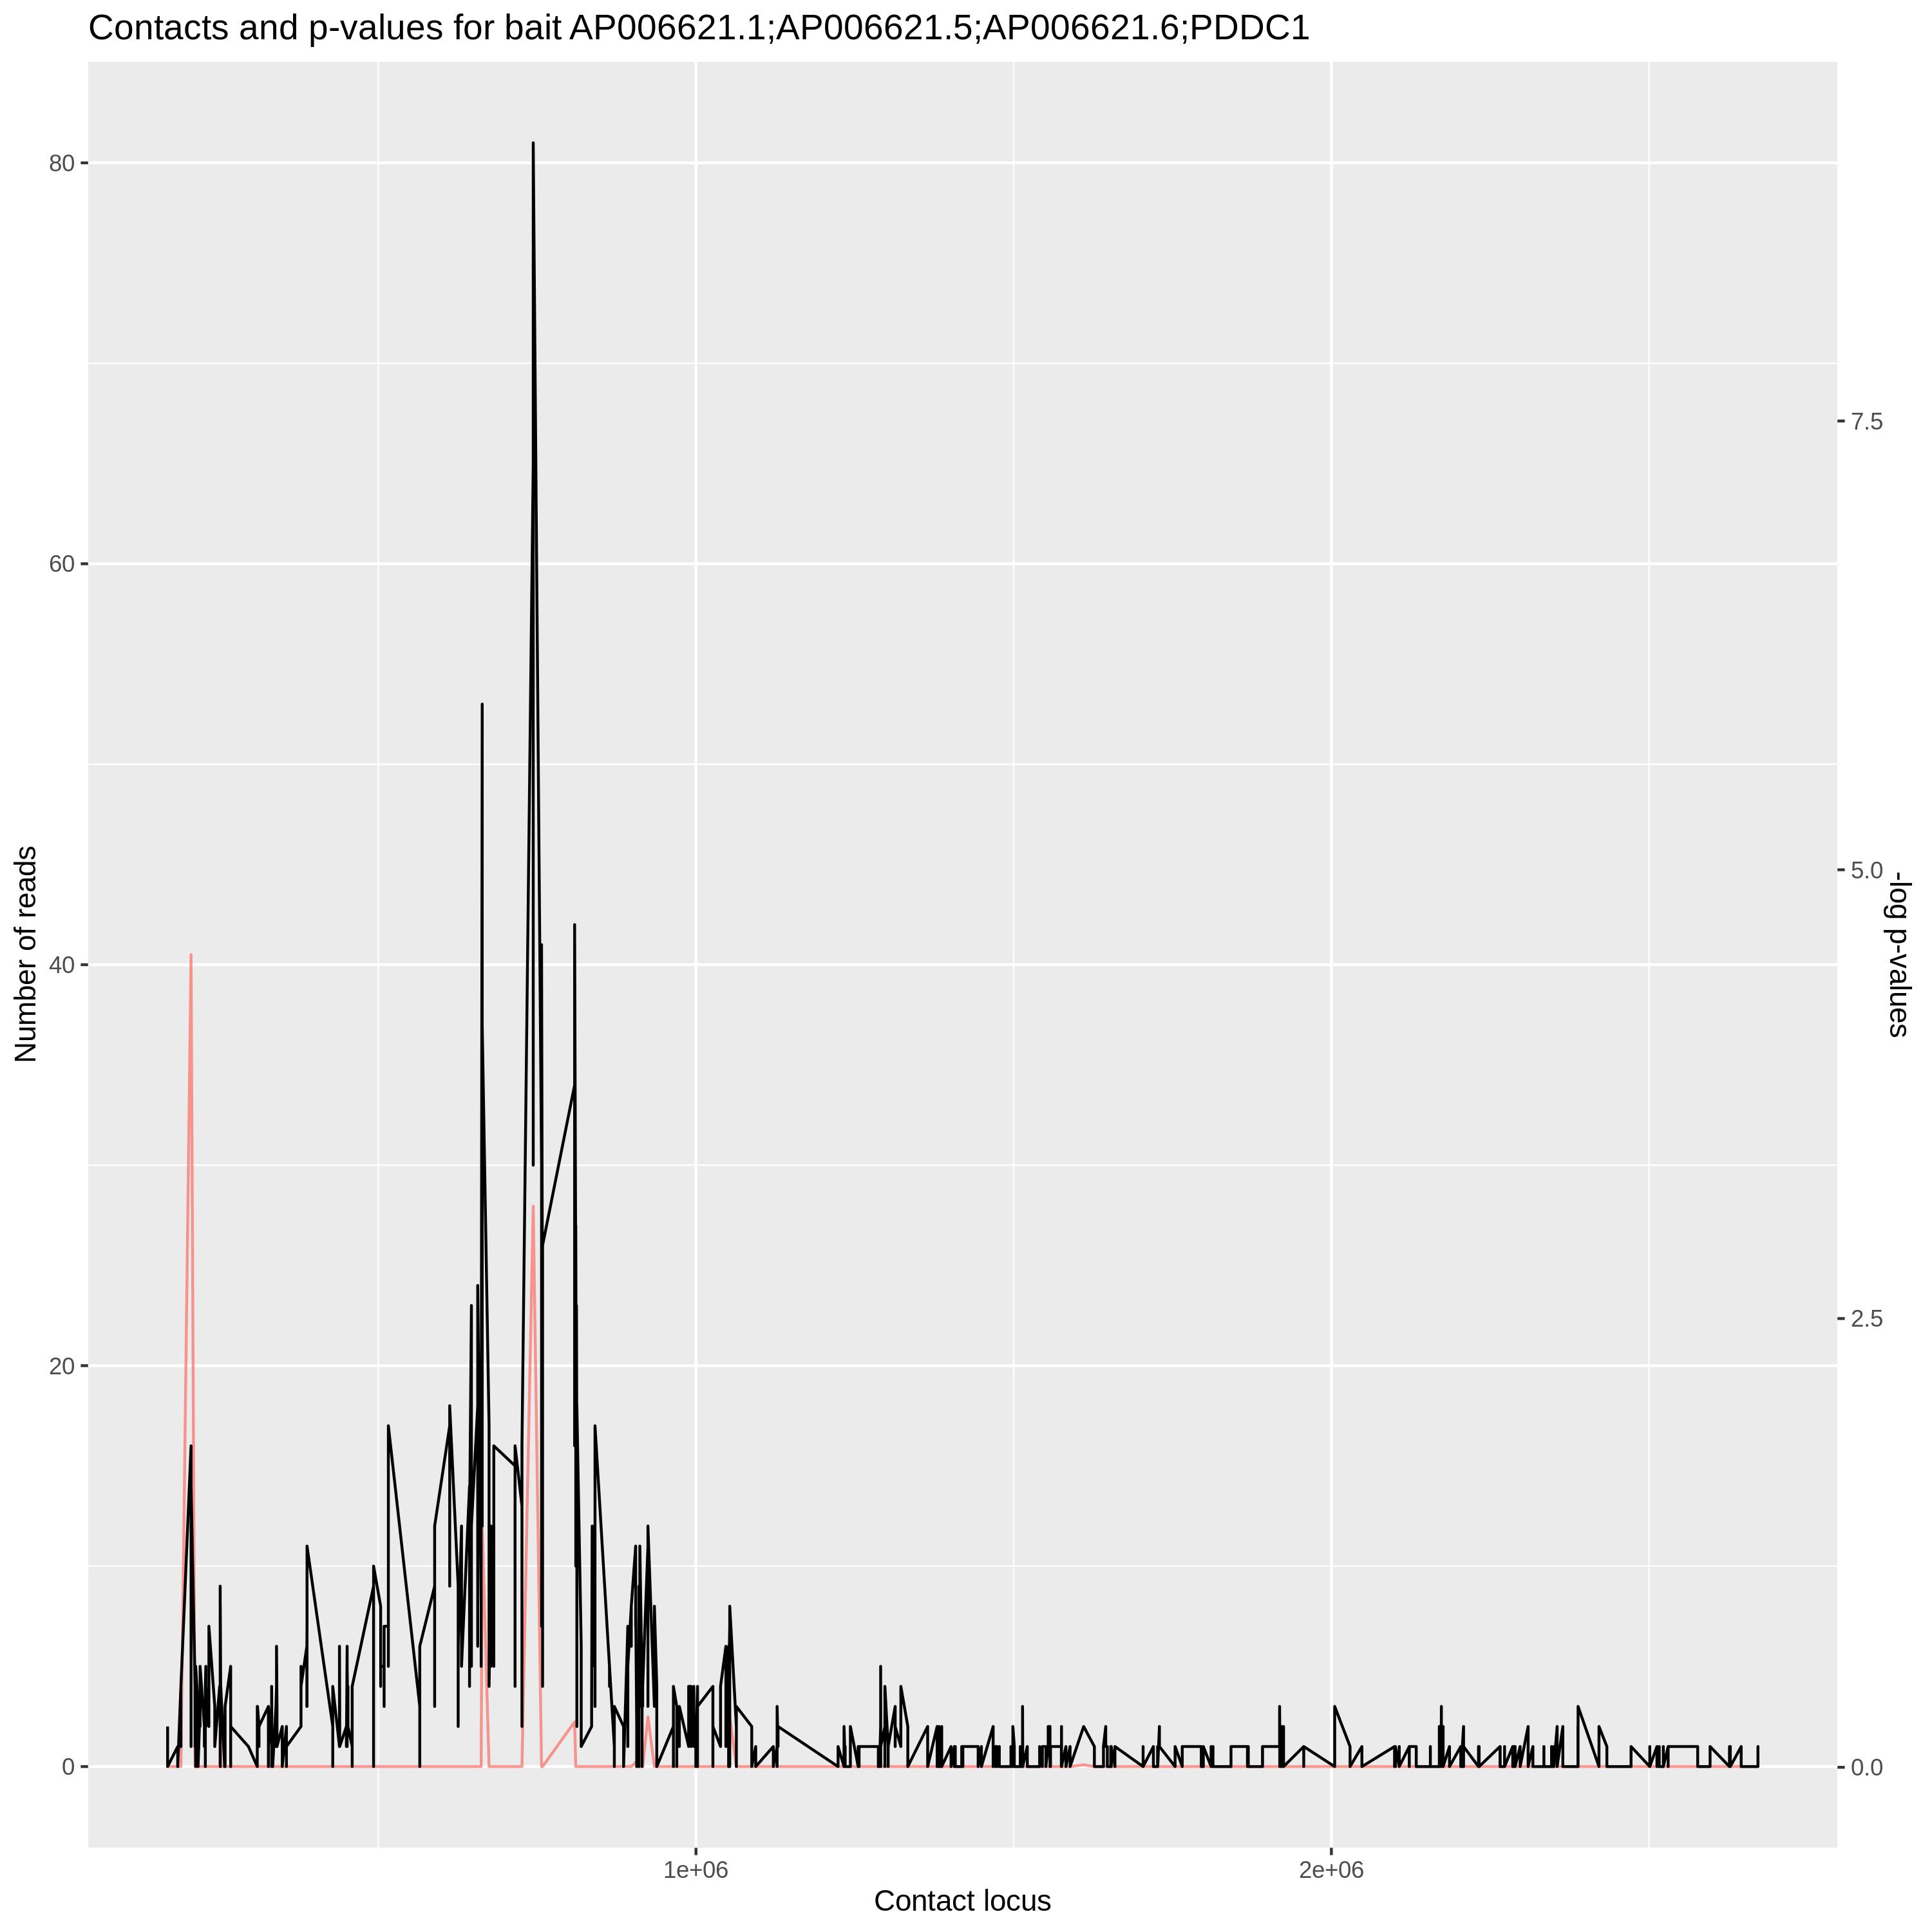 Contacts and p-values for bait AP006621.1;AP006621.5;AP006621.6;PDDC1
80
60
40
20
0
Number of reads
7.5
5.0
2.5
0.0
-log p-values
1e+06
2e+06
Contact locus